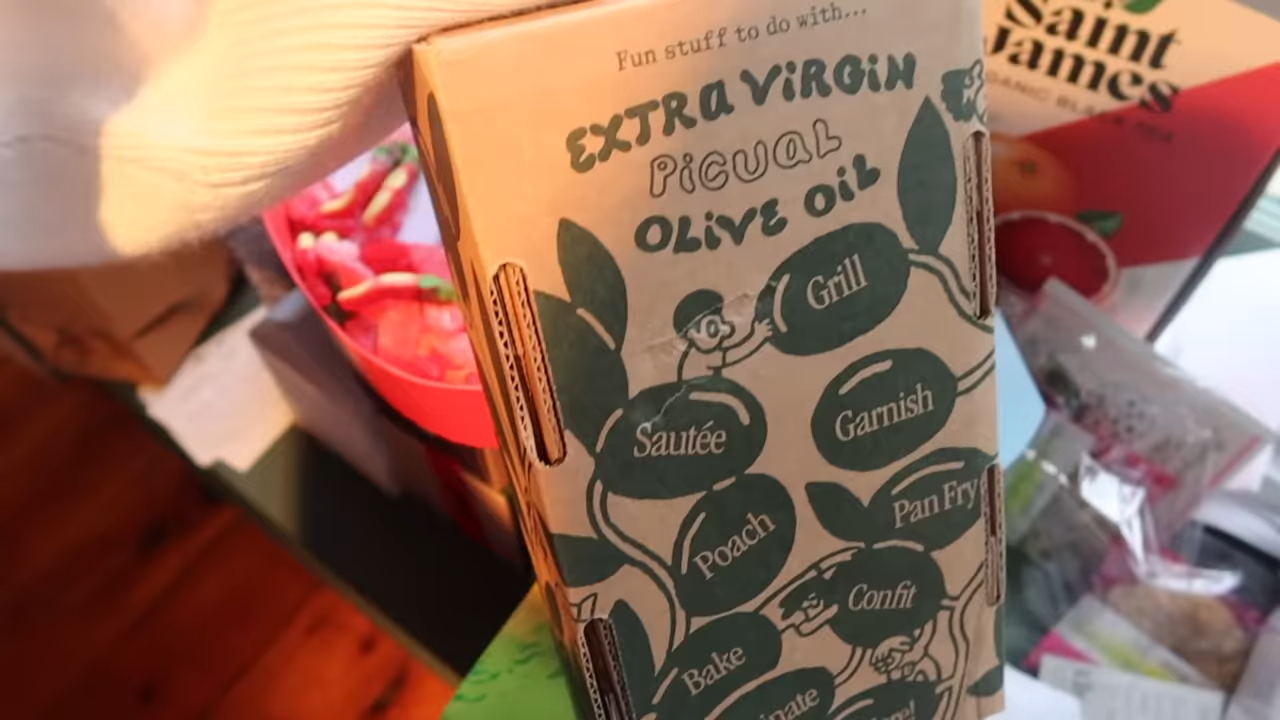 Fun stuff to do with...
EXTRA VIRGIN
PICUAL
OLIVE OIL
Grill
Garnish
Sautée
Pan Fry
Poach
Confit
Bake
Saint
James